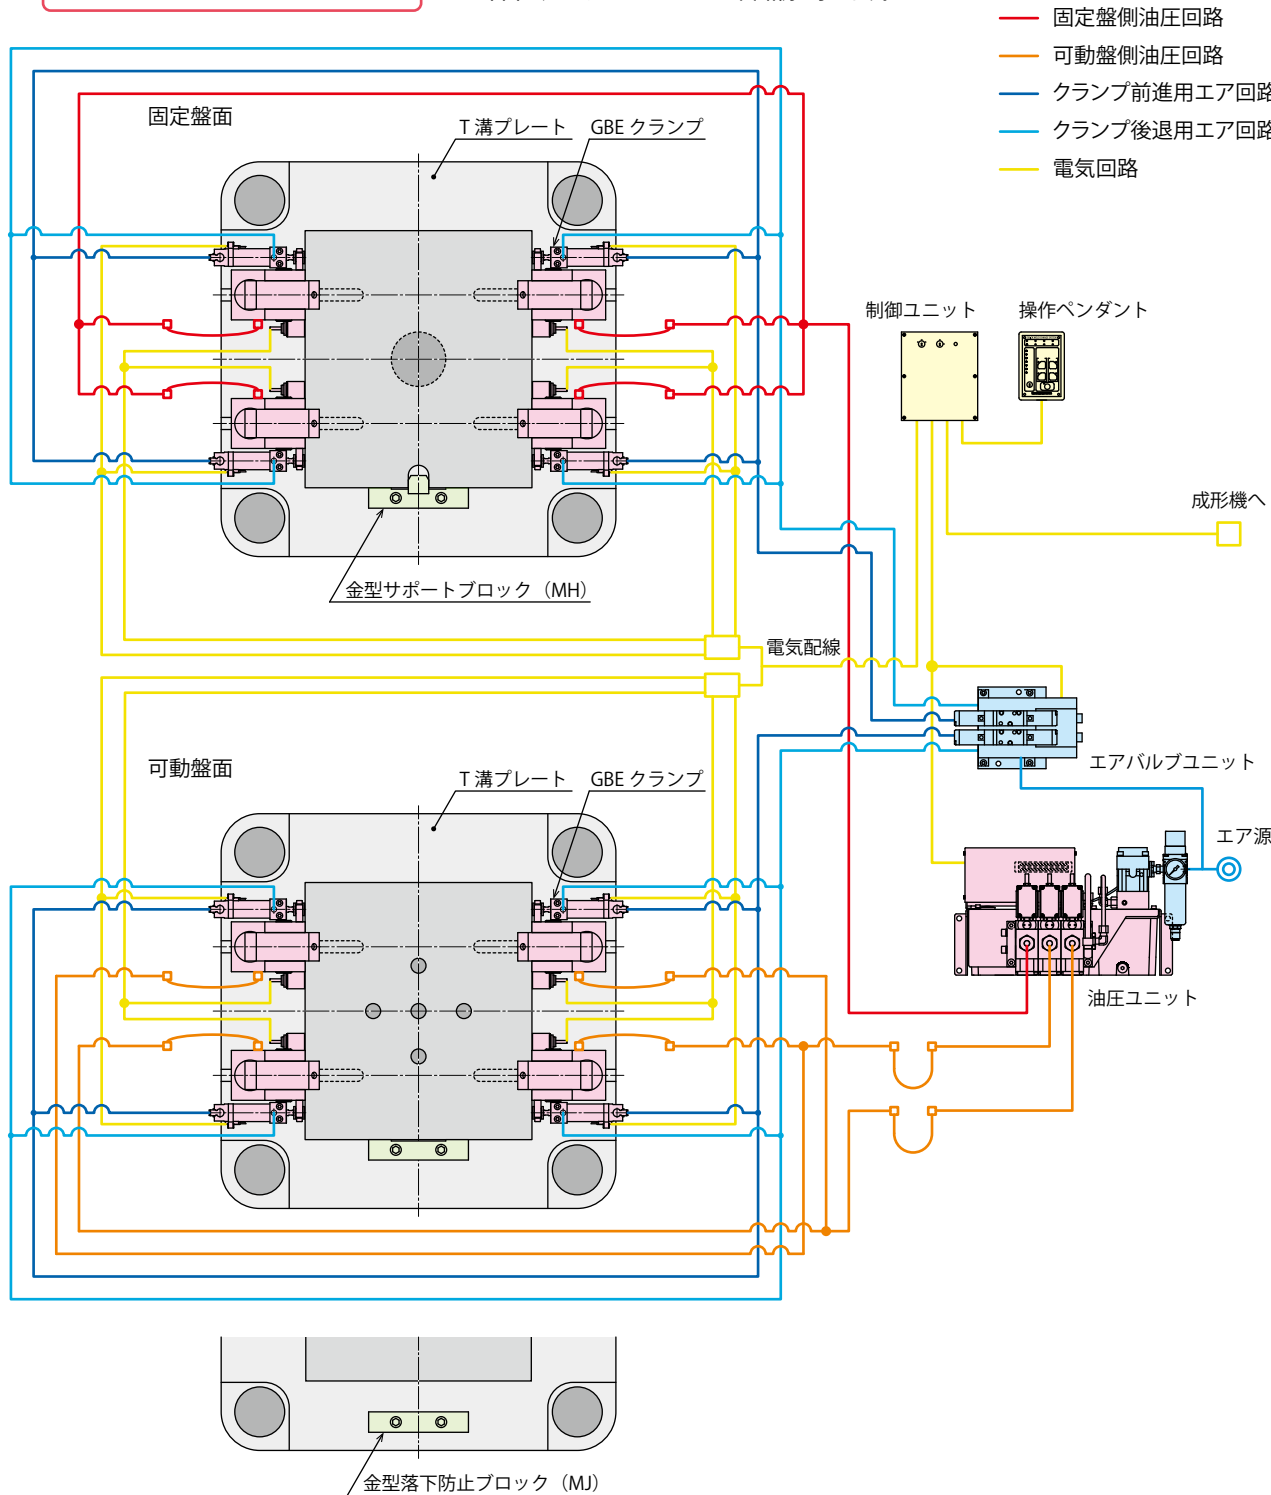 固定盤側油圧回路
可動盤側油圧回路
クランプ前進用エア回路
クランプ後退用エア回路
電気回路
固定盤面
T 溝プレート
GBE クランプ
制御ユニット
操作ペンダント
成形機へ
金型サポートブロック（MH）
電気配線
エアバルブユニット
可動盤面
T 溝プレート
GBE クランプ
エア源
油圧ユニット
金型落下防止ブロック（MJ）